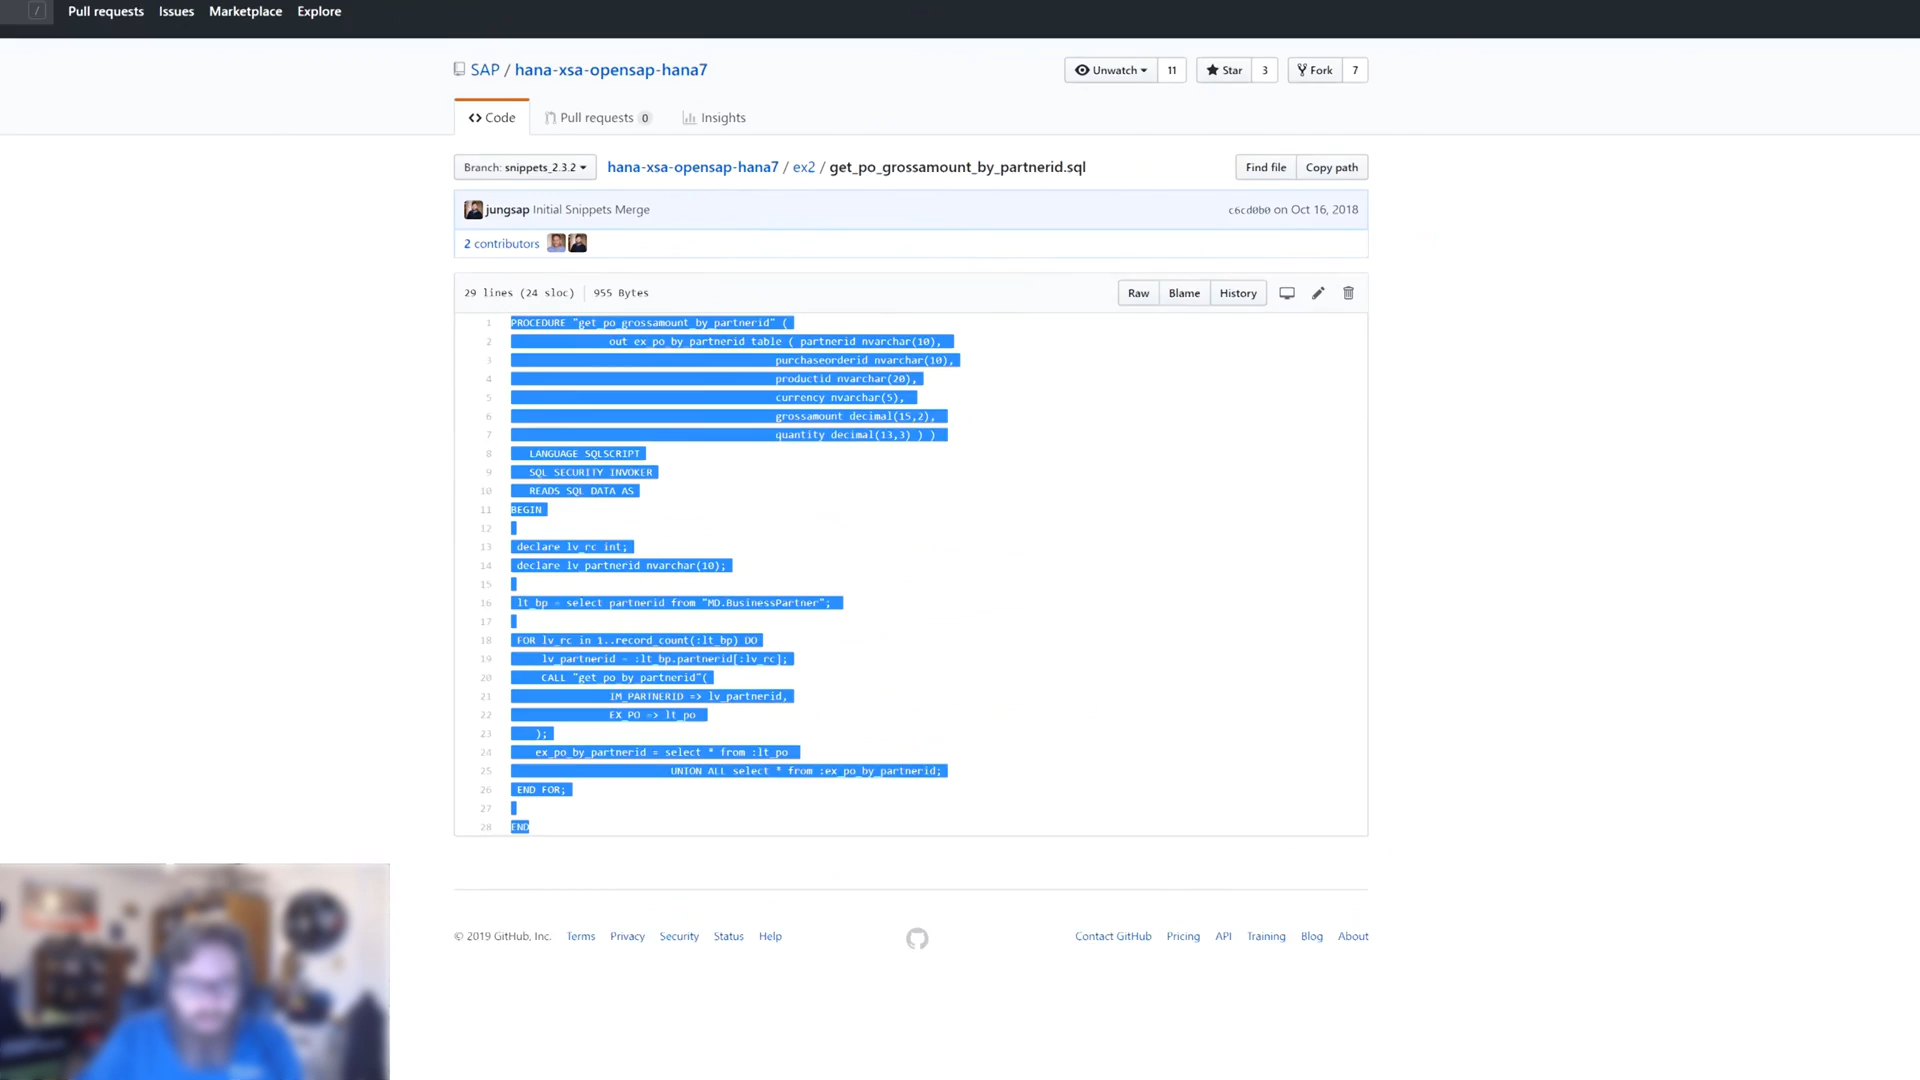 /
Pull requests Issues Marketplace Explore
SAP / hana-xsa-opensap-hana7
Unwatch 11 Star 3 Fork 7
Code Pull requests 0 Insights
Branch: snippets_2.3.2 hana-xsa-opensap-hana7 / ex2 / get_po_grossamount_by_partnerid.sql Find file Copy path
jungsap Initial Snippets Merge c6cd0b0 on Oct 16, 2018
2 contributors
29 lines (24 sloc) 955 Bytes Raw Blame History
1 PROCEDURE "get_po_grossamount_by_partnerid" (
2 out ex_po_by_partnerid table ( partnerid nvarchar(10),
3 purchaseorderid nvarchar(10),
4 productid nvarchar(20),
5 currency nvarchar(5),
6 grossamount decimal(15,2),
7 quantity decimal(13,3) ) )
8 LANGUAGE SQLSCRIPT
9 SQL SECURITY INVOKER
10 READS SQL DATA AS
11 BEGIN
12
13 declare lv_rc int;
14 declare lv_partnerid nvarchar(10);
15
16 lt_bp = select partnerid from "MD.BusinessPartner";
17
18 FOR lv_rc in 1..record_count(:lt_bp) DO
19 lv_partnerid = :lt_bp.partnerid[:lv_rc];
20 CALL "get_po_by_partnerid"(
21 IM_PARTNERID => lv_partnerid,
22 EX_PO => lt_po
23 );
24 ex_po_by_partnerid = select * from :lt_po
25 UNION ALL select * from :ex_po_by_partnerid;
26 END FOR;
27
28 END
© 2019 GitHub, Inc. Terms Privacy Security Status Help Contact GitHub Pricing API Training Blog About